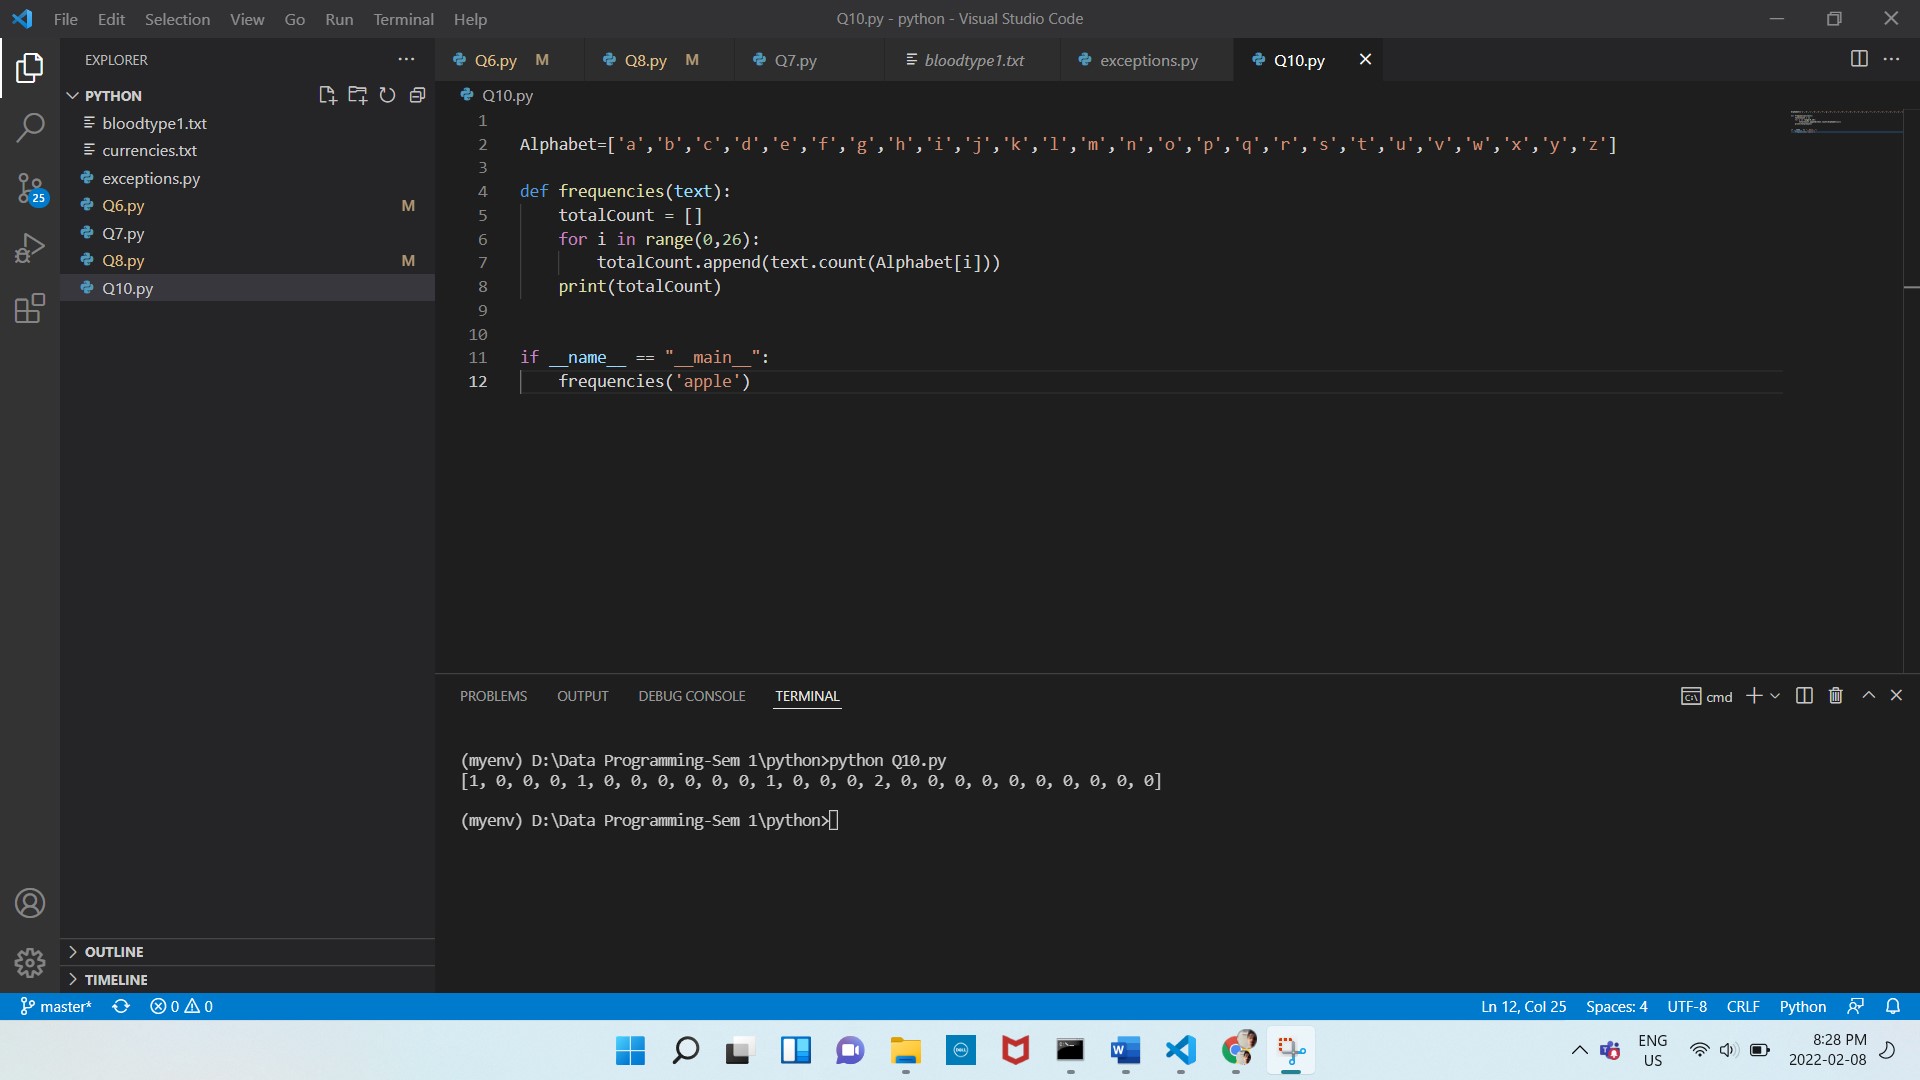 File Edit Selection View Go Run Terminal Help
Q10.py - python - Visual Studio Code
EXPLORER
PYTHON
bloodtype1.txt
currencies.txt
exceptions.py
Q6.py M
Q7.py
Q8.py M
Q10.py
25
OUTLINE
TIMELINE
Q6.py M Q8.py M Q7.py bloodtype1.txt exceptions.py Q10.py
Q10.py
1
2 Alphabet=['a','b','c','d','e','f','g','h','i','j','k','l','m','n','o','p','q','r','s','t','u','v','w','x','y','z']
3
4 def frequencies(text):
5 totalCount = []
6 for i in range(0,26):
7 totalCount.append(text.count(Alphabet[i]))
8 print(totalCount)
9
10
11 if __name__ == "__main__":
12 frequencies('apple')
PROBLEMS OUTPUT DEBUG CONSOLE TERMINAL
cmd
(myenv) D:\Data Programming-Sem 1\python>python Q10.py
[1, 0, 0, 0, 1, 0, 0, 0, 0, 0, 0, 1, 0, 0, 0, 2, 0, 0, 0, 0, 0, 0, 0, 0, 0, 0]
(myenv) D:\Data Programming-Sem 1\python>
master* 0 0 Ln 12, Col 25 Spaces: 4 UTF-8 CRLF Python
ENG
US
8:28 PM
2022-02-08